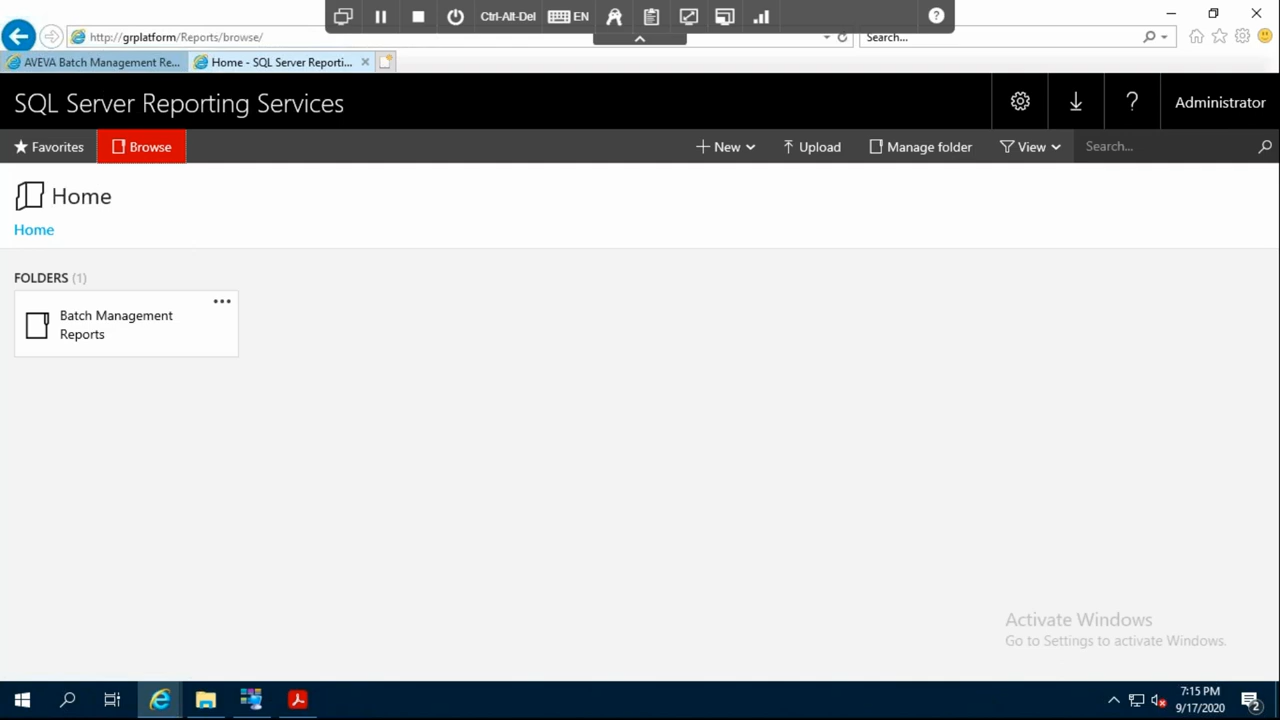 Ctrl-Alt-Del
EN
http://grplatform/Reports/browse/
Search...
AVEVA Batch Management Re...
Home - SQL Server Reporti...
SQL Server Reporting Services
?
Administrator
Favorites
Browse
New
Upload
Manage folder
View
Search...
Home
Home
FOLDERS (1)
Batch Management
Reports
Activate Windows
Go to Settings to activate Windows.
7:15 PM
9/17/2020
2